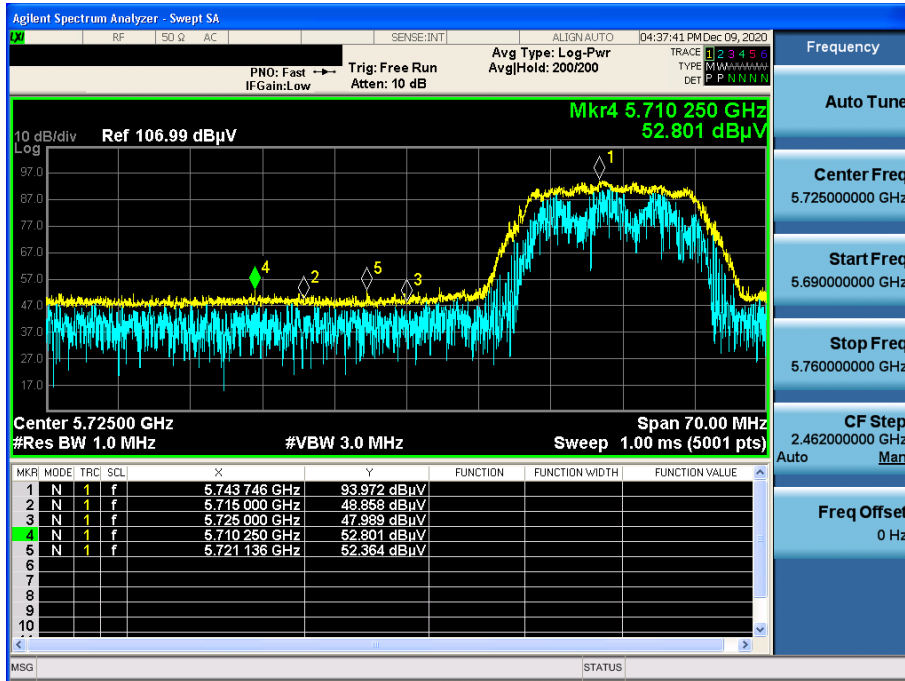 Agilent Spectrum Analyzer - Swept SA
LXI RF 50 Ω AC SENSE:INT ALIGN AUTO 04:37:41 PM Dec 09, 2020
Frequency
PNO: Fast
IFGain:Low
Trig: Free Run
Atten: 10 dB
Avg Type: Log-Pwr
Avg|Hold: 200/200
TRACE 1 2 3 4 5 6
TYPE M
DET P P N N N N
Auto Tune
Mkr4 5.710 250 GHz
52.801 dBµV
10 dB/div Ref 106.99 dBµV
Log
97.0
87.0
77.0
67.0
57.0
47.0
37.0
27.0
17.0
1
4
2
5
3
Center Freq
5.725000000 GHz
Start Freq
5.690000000 GHz
Stop Freq
5.760000000 GHz
CF Step
2.462000000 GHz
Auto Man
Freq Offset
0 Hz
Center 5.72500 GHz Span 70.00 MHz
#Res BW 1.0 MHz #VBW 3.0 MHz Sweep 1.00 ms (5001 pts)
MKR MODE TRC SCL X Y FUNCTION FUNCTION WIDTH FUNCTION VALUE
1 N 1 f 5.743 746 GHz 93.972 dBµV
2 N 1 f 5.715 000 GHz 48.858 dBµV
3 N 1 f 5.725 000 GHz 47.989 dBµV
4 N 1 f 5.710 250 GHz 52.801 dBµV
5 N 1 f 5.721 136 GHz 52.364 dBµV
6
7
8
9
10
MSG STATUS